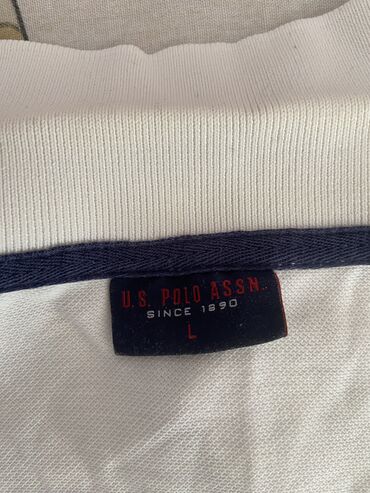 U.S. POLO ASSN.
SINCE 1890
L